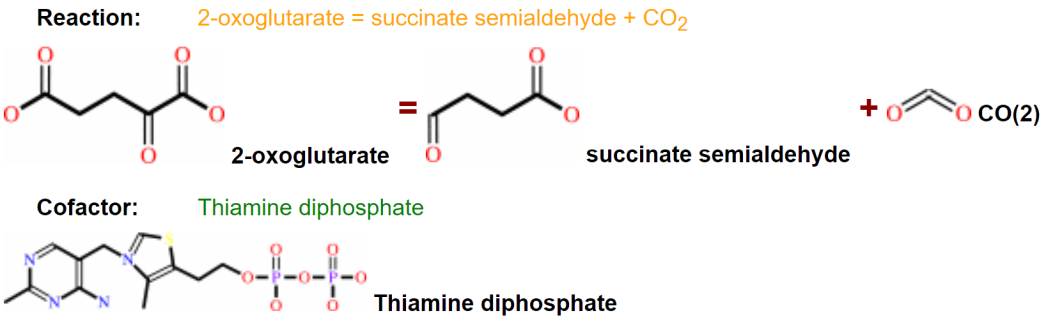 Reaction: 2-oxoglutarate = succinate semialdehyde + CO2
O O O O = O O + O O CO(2)
O 2-oxoglutarate O succinate semialdehyde
Cofactor: Thiamine diphosphate
S O O
N N O P O P O
N N O O Thiamine diphosphate